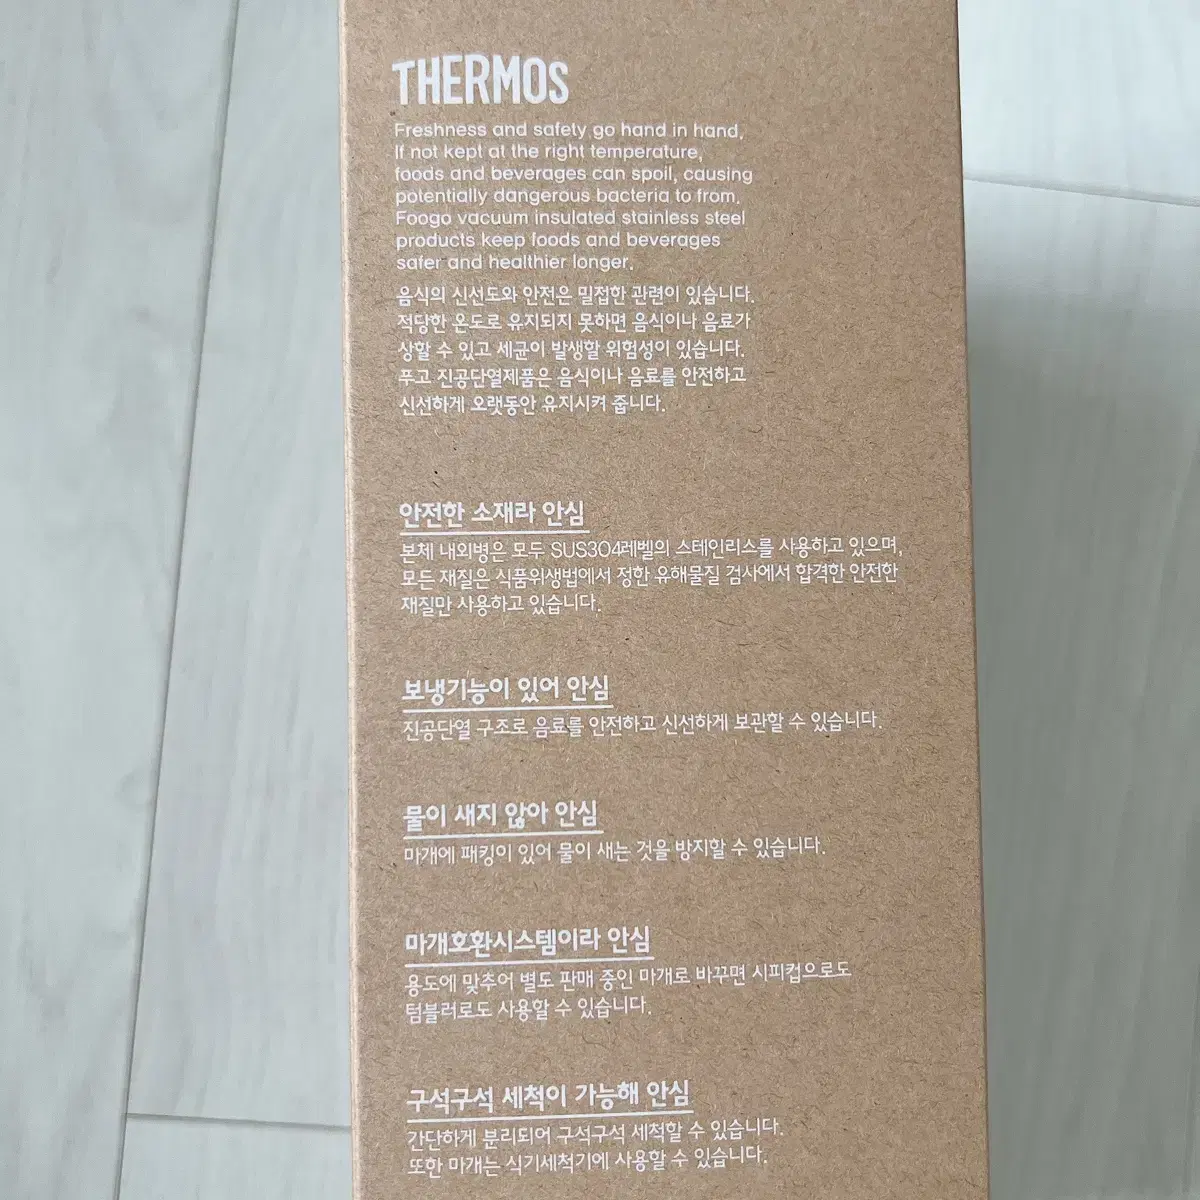 THERMOS
Freshness and safety go hand in hand.
If not kept at the right temperature,
foods and beverages can spoil, causing
potentially dangerous bacteria to from.
Foogo vacuum insulated stainless steel
products keep foods and beverages
safer and healthier longer.
음식의 신선도와 안전은 밀접한 관련이 있습니다.
적당한 온도로 유지되지 못하면 음식이나 음료가
상할 수 있고 세균이 발생할 위험성이 있습니다.
푸고 진공단열제품은 음식이나 음료를 안전하고
신선하게 오랫동안 유지시켜 줍니다.
안전한 소재라 안심
본체 내외병은 모두 SUS304레벨의 스테인리스를 사용하고 있으며,
모든 재질은 식품위생법에서 정한 유해물질 검사에서 합격한 안전한
재질만 사용하고 있습니다.
보냉기능이 있어 안심
진공단열 구조로 음료를 안전하고 신선하게 보관할 수 있습니다.
물이 새지 않아 안심
마개에 패킹이 있어 물이 새는 것을 방지할 수 있습니다.
마개호환시스템이라 안심
용도에 맞추어 별도 판매 중인 마개로 바꾸면 시피컵으로도
텀블러로도 사용할 수 있습니다.
구석구석 세척이 가능해 안심
간단하게 분리되어 구석구석 세척할 수 있습니다.
또한 마개는 식기세척기에 사용할 수 있습니다.